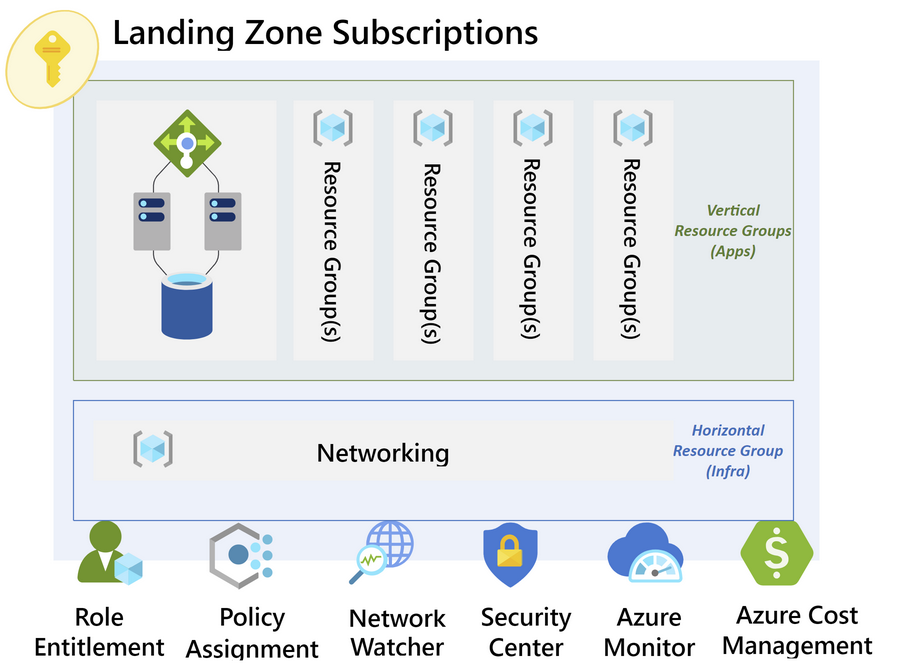 Landing Zone Subscriptions
Resource Group(s)
Resource Group(s)
Resource Group(s)
Resource Group(s)
Vertical
Resource Groups
(Apps)
Networking
Horizontal
Resource Group
(Infra)
Role
Entitlement
Policy
Assignment
Network
Watcher
Security
Center
Azure
Monitor
Azure Cost
Management